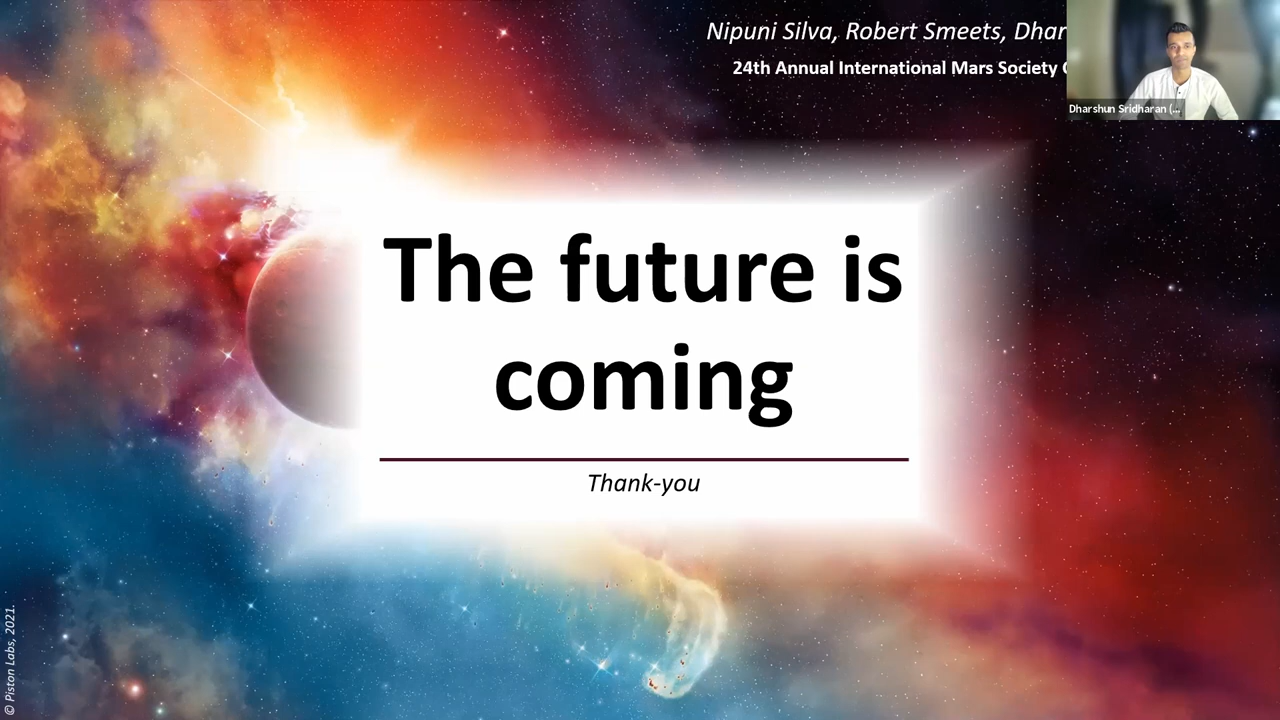 Nipuni Silva, Robert Smeets, Dhar
24th Annual International Mars Society
Dharshun Sridharan (...
The future is
coming
Thank-you
© Piston Labs, 2021.